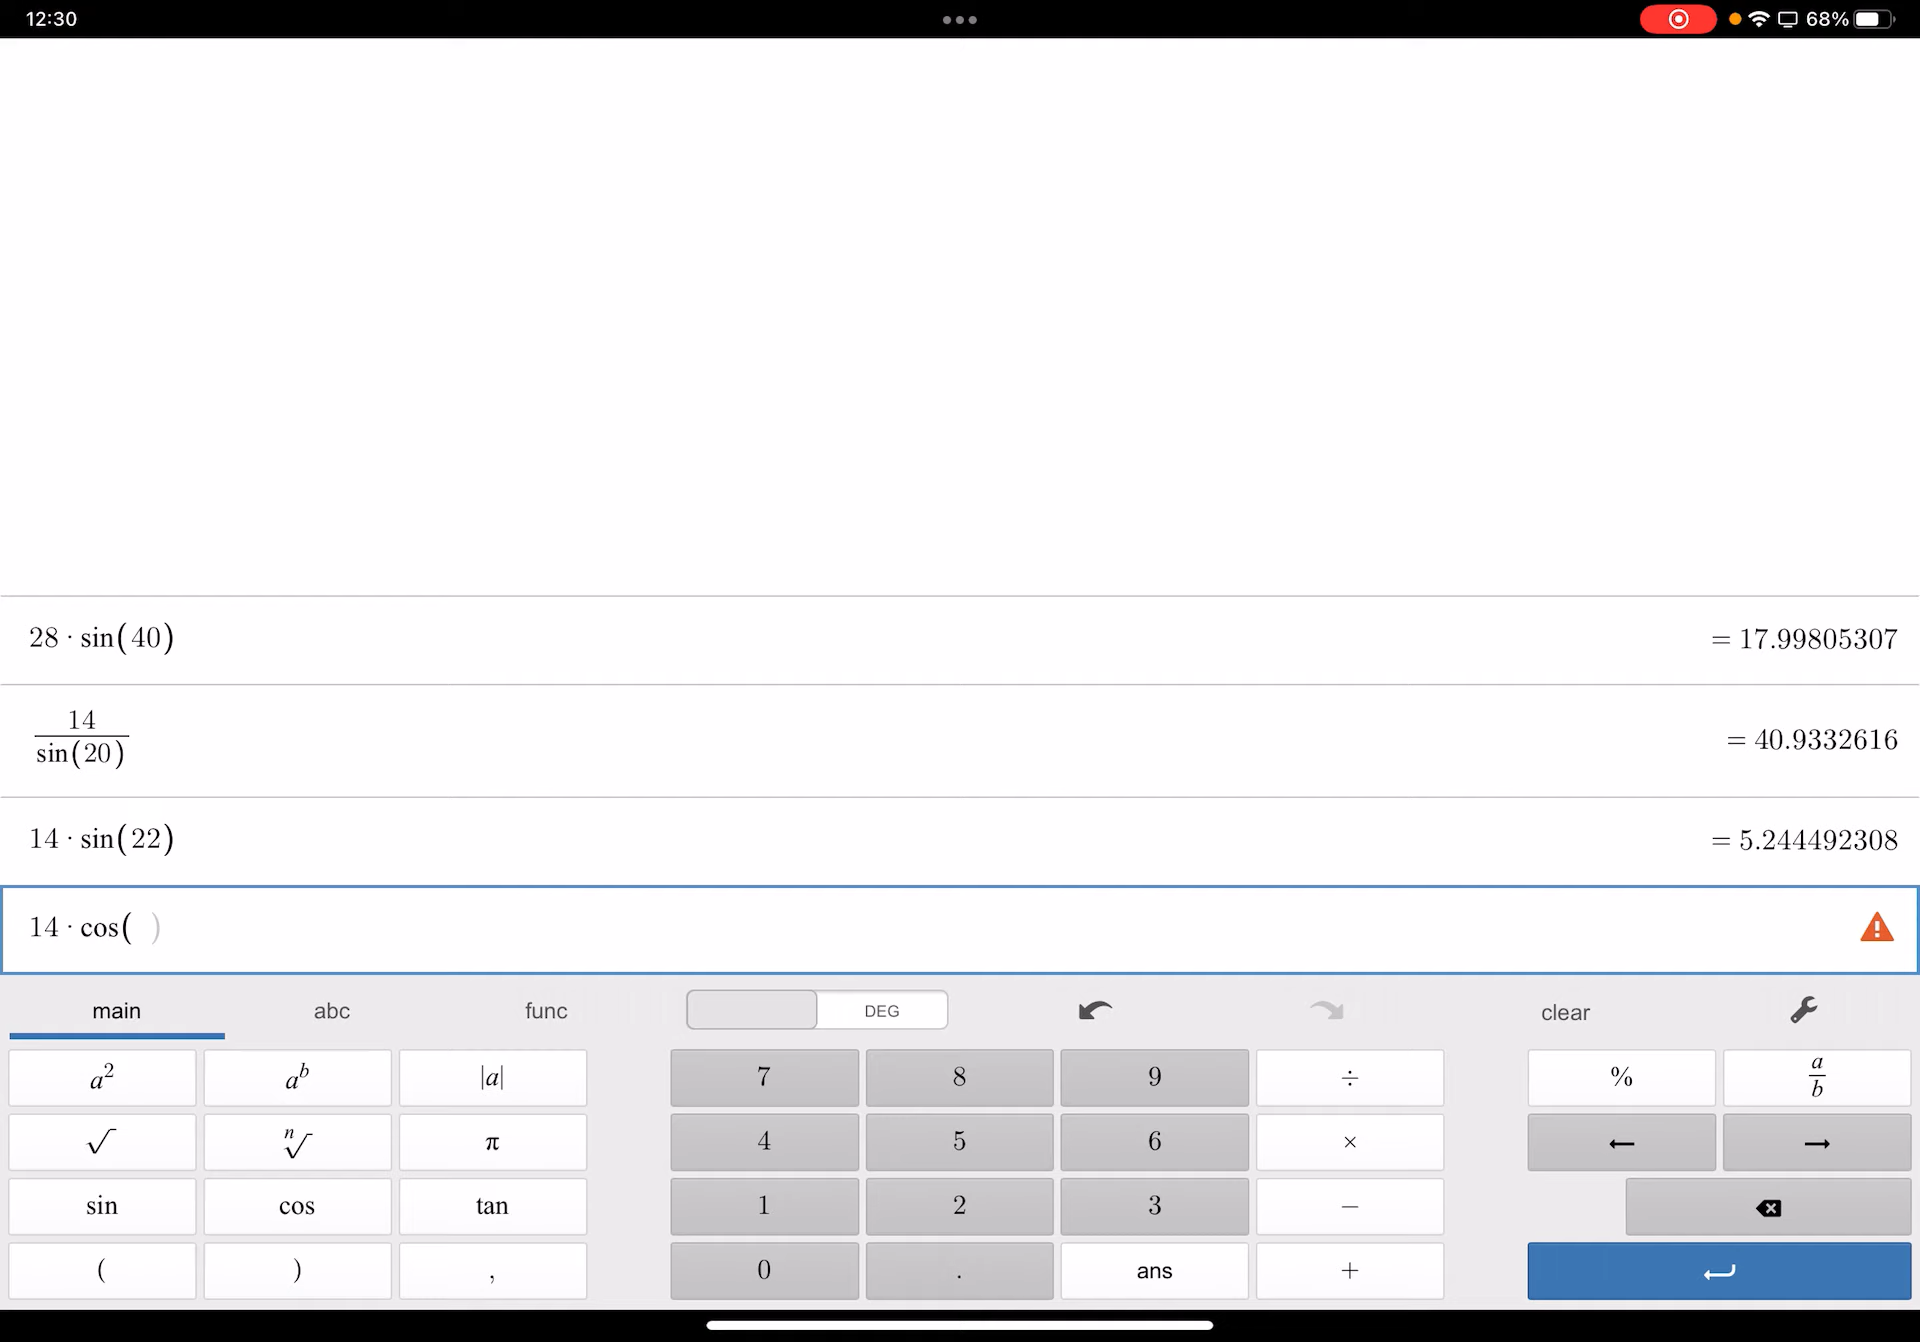 12:30
68%
28 · sin(40)
= 17.99805307
14
sin(20)
= 40.9332616
14 · sin(22)
= 5.244492308
14 · cos( )
main abc func DEG clear
a² aᵇ |a| 7 8 9 ÷ % a/b
√ ⁿ√ π 4 5 6 × ← →
sin cos tan 1 2 3 −
( ) , 0 . ans +